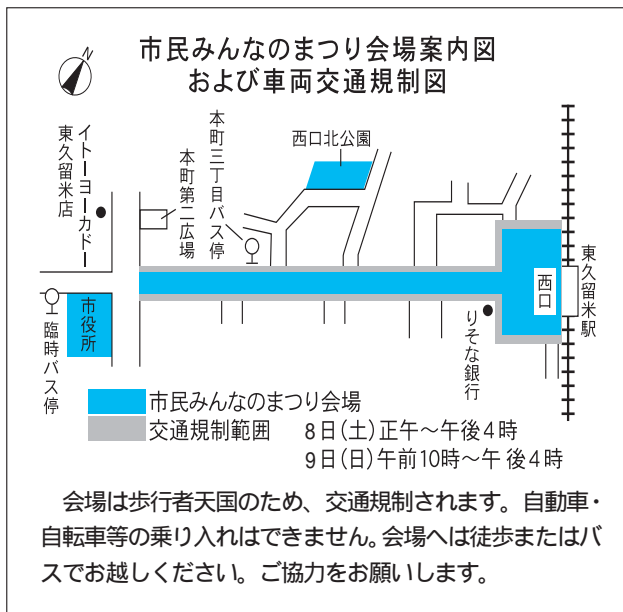 市民みんなのまつり会場案内図
および車両交通規制図
N
イトーヨーカドー
東久留米店
本町第二広場
本町三丁目バス停
西口北公園
東久留米駅
西口
りそな銀行
市役所
臨時バス停
市民みんなのまつり会場
交通規制範囲 8日(土)正午～午後4時
9日(日)午前10時～午後4時
会場は歩行者天国のため、交通規制されます。自動車・
自転車等の乗り入れはできません。会場へは徒歩またはバ
スでお越しください。ご協力をお願いします。